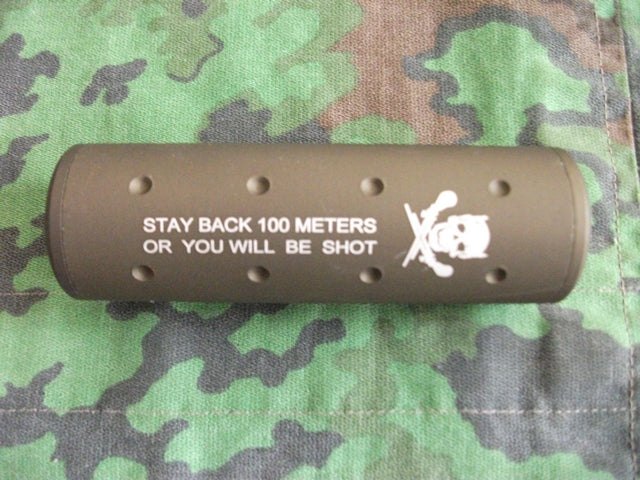 STAY BACK 100 METERS
OR YOU WILL BE SHOT